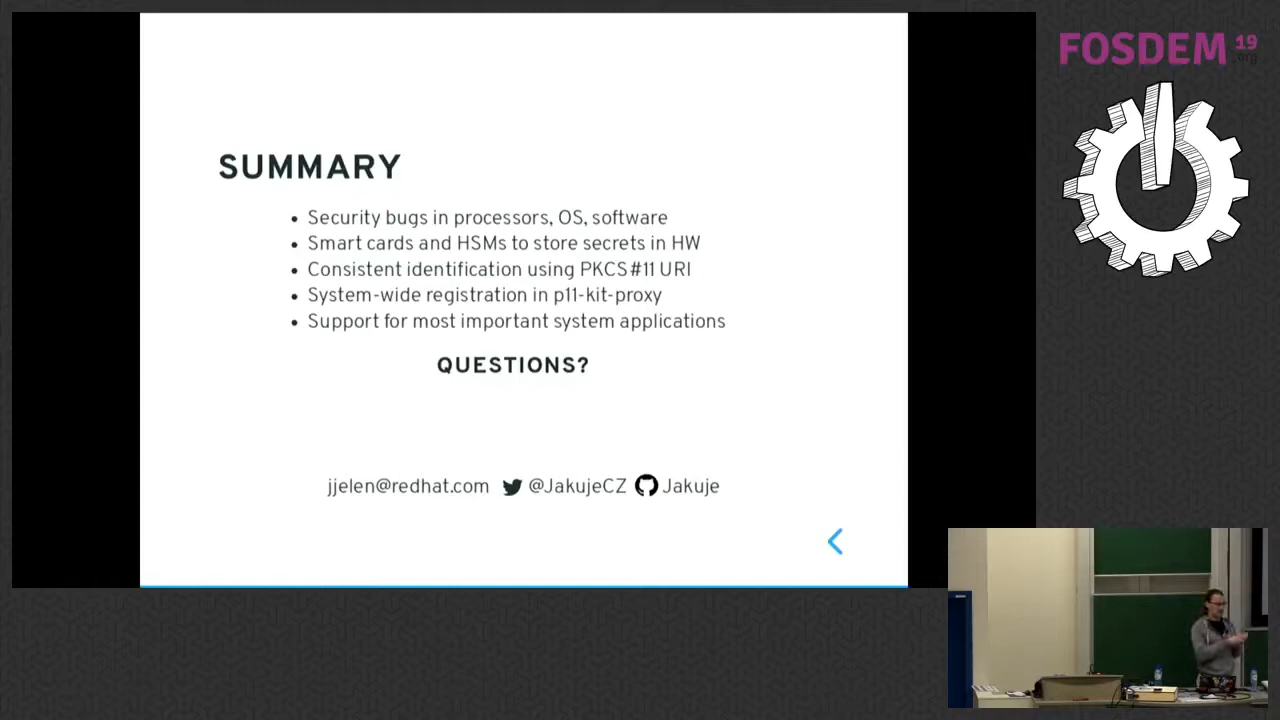 FOSDEM 19
.org
SUMMARY
• Security bugs in processors, OS, software
• Smart cards and HSMs to store secrets in HW
• Consistent identification using PKCS#11 URI
• System-wide registration in p11-kit-proxy
• Support for most important system applications
QUESTIONS?
jjelen@redhat.com @JakujeCZ Jakuje